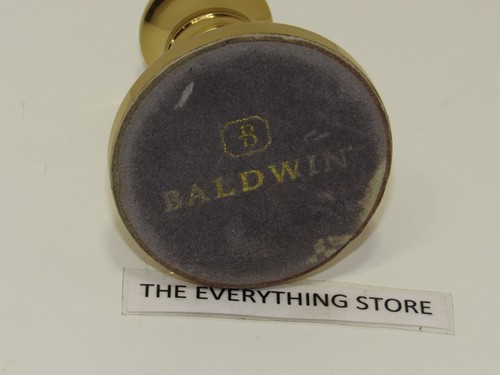 B
BALDWIN
THE EVERYTHING STORE